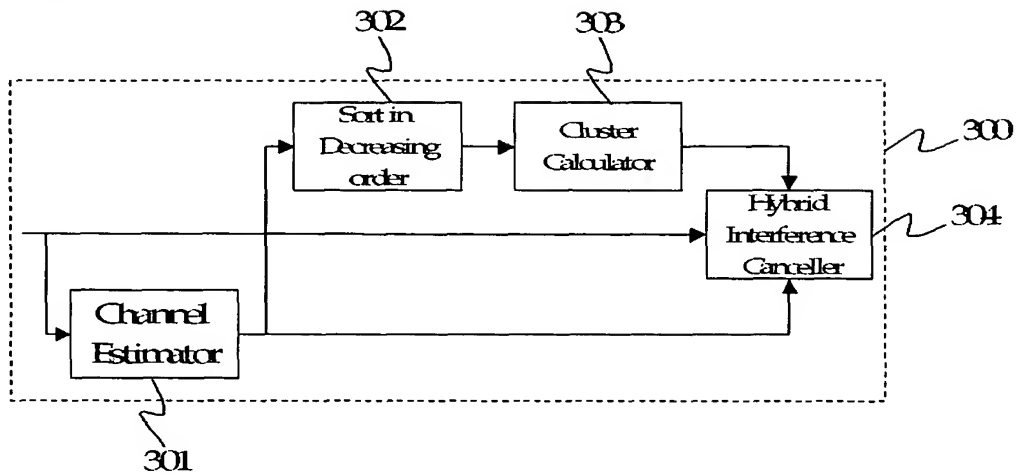 302
303
Sort in
Decreasing
order
Cluster
Calculator
300
Hybrid
Interference
Canceller
304
Channel
Estimator
301